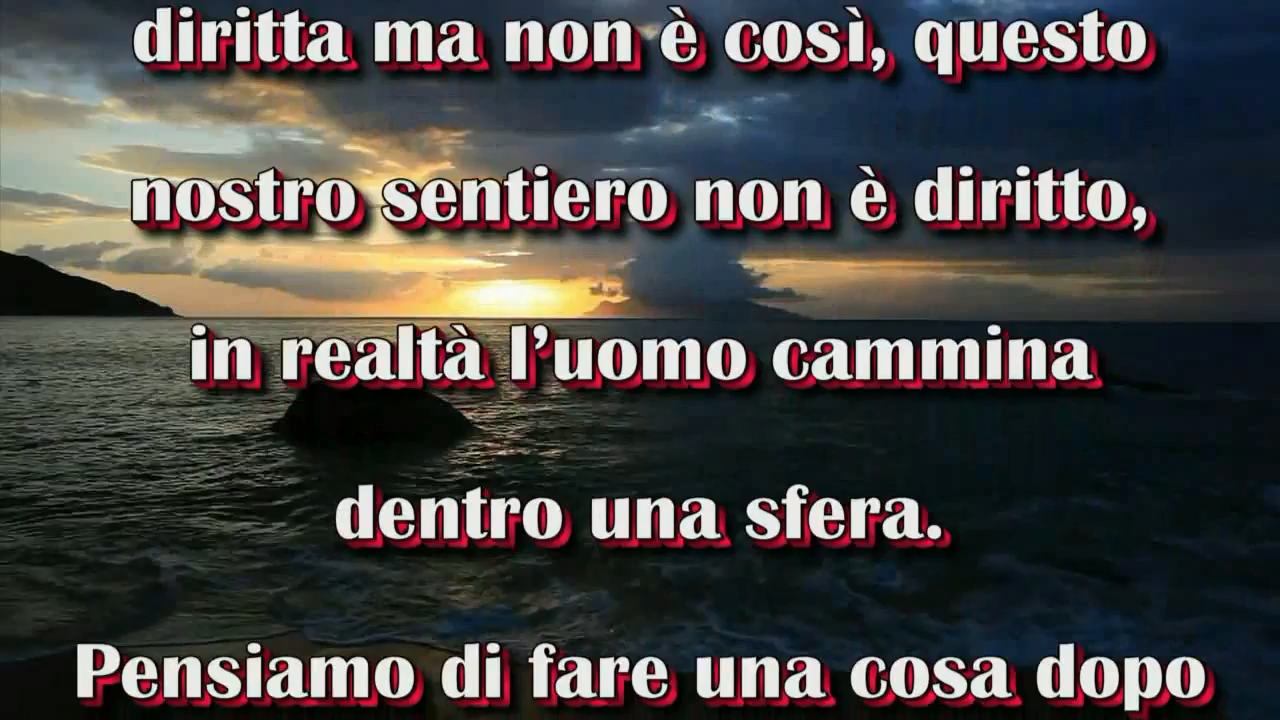 diritta ma non è così, questo
nostro sentiero non è diritto,
in realtà l’uomo cammina
dentro una sfera.
Pensiamo di fare una cosa dopo